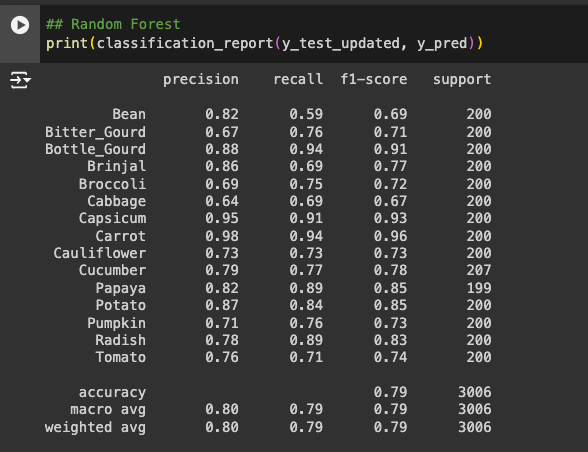 ## Random Forest
print(classification_report(y_test_updated, y_pred))
precision recall f1-score support
Bean 0.82 0.59 0.69 200
Bitter_Gourd 0.67 0.76 0.71 200
Bottle_Gourd 0.88 0.94 0.91 200
Brinjal 0.86 0.69 0.77 200
Broccoli 0.69 0.75 0.72 200
Cabbage 0.64 0.69 0.67 200
Capsicum 0.95 0.91 0.93 200
Carrot 0.98 0.94 0.96 200
Cauliflower 0.73 0.73 0.73 200
Cucumber 0.79 0.77 0.78 207
Papaya 0.82 0.89 0.85 199
Potato 0.87 0.84 0.85 200
Pumpkin 0.71 0.76 0.73 200
Radish 0.78 0.89 0.83 200
Tomato 0.76 0.71 0.74 200
accuracy 0.79 3006
macro avg 0.80 0.79 0.79 3006
weighted avg 0.80 0.79 0.79 3006